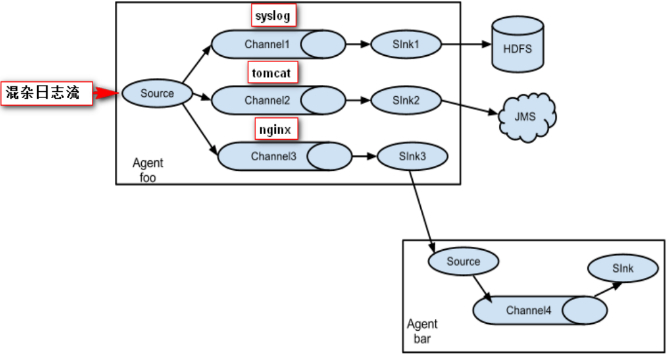 syslog
Channel1
SInk1
HDFS
混杂日志流
Source
tomcat
Channel2
SInk2
JMS
nginx
Channel3
SInk3
Agent
foo
Source
SInk
Channel4
Agent
bar